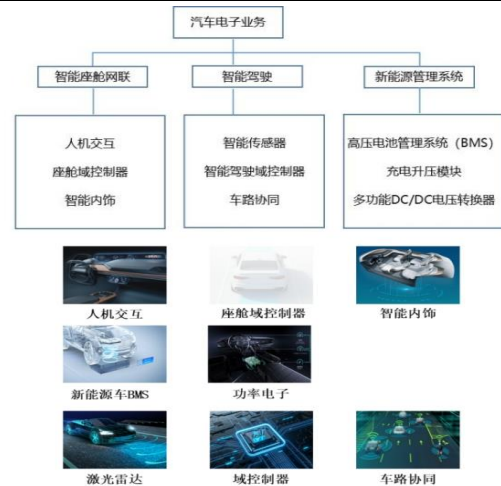 汽车电子业务
智能座舱网联
智能驾驶
新能源管理系统
人机交互
座舱域控制器
智能内饰
智能传感器
智能驾驶域控制器
车路协同
高压电池管理系统（BMS）
充电升压模块
多功能DC/DC电压转换器
人机交互
座舱域控制器
智能内饰
新能源车BMS
功率电子
激光雷达
域控制器
车路协同